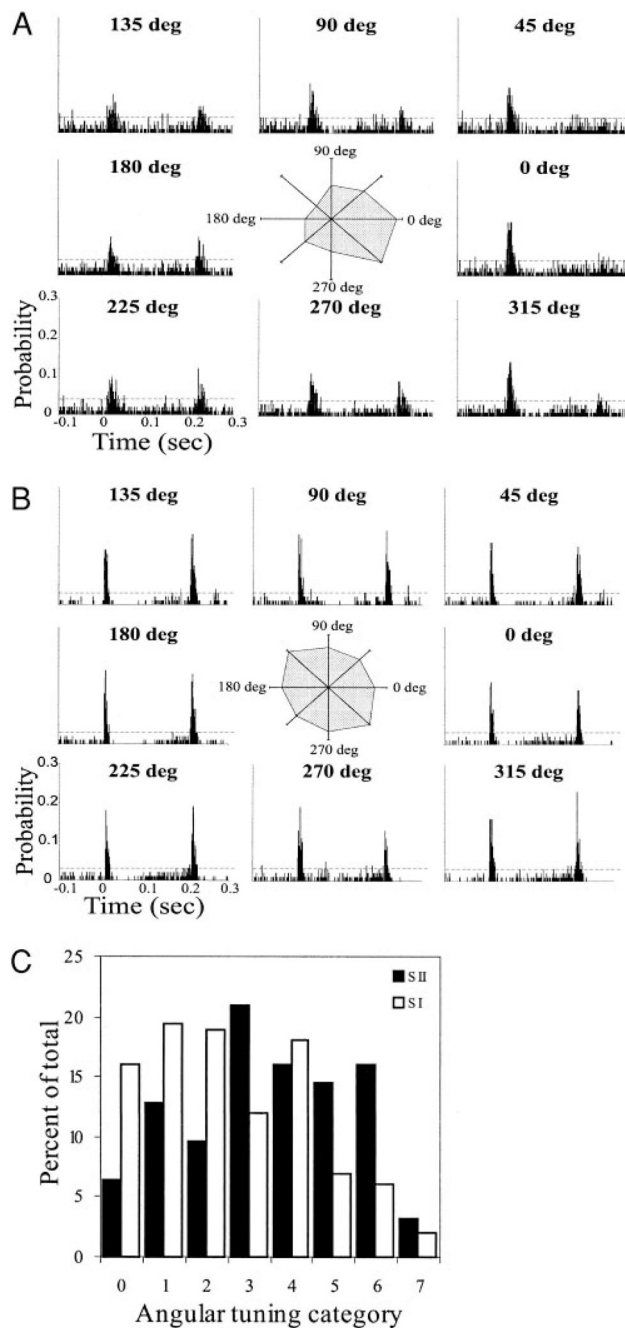 A
135 deg
90 deg
45 deg
180 deg
90 deg
180 deg
0 deg
270 deg
0 deg
225 deg
270 deg
315 deg
Probability
0.3
0.2
0.1
0
-0.1 0 0.1 0.2 0.3
Time (sec)
B
135 deg
90 deg
45 deg
180 deg
90 deg
180 deg
0 deg
270 deg
0 deg
225 deg
270 deg
315 deg
Probability
0.3
0.2
0.1
0
-0.1 0 0.1 0.2 0.3
Time (sec)
C
Percent of total
25
20
15
10
5
0
SII
SI
0 1 2 3 4 5 6 7
Angular tuning category